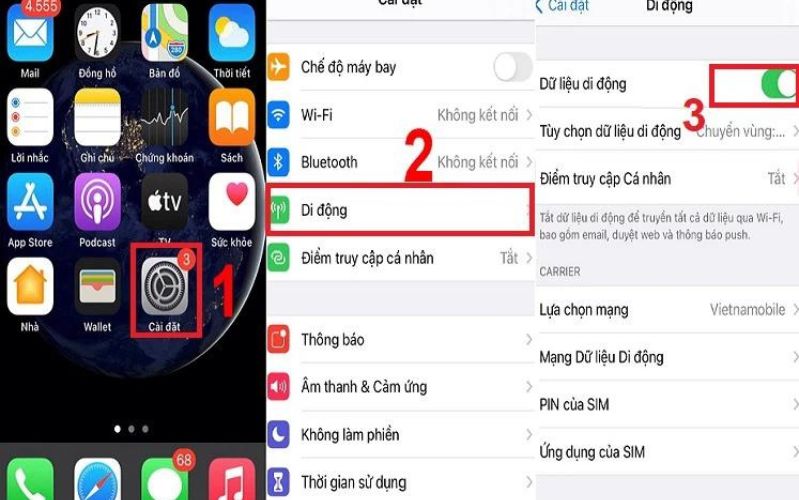 4.555
Mail
Đồng hồ
Bản đồ
280
Thời tiết
Lời nhắc
Ghi chú
Chứng khoán
Sách
App Store
Podcast
tv
TV
Sức khỏe
3
1
Nhà
Wallet
Cài đặt
68
Cài đặt
Chế độ máy bay
Wi-Fi
Không kết nối
Bluetooth
Không kết nối
2
Di động
Điểm truy cập cá nhân
Tắt
Thông báo
Âm thanh & Cảm ứng
Không làm phiền
Thời gian sử dụng
Cài đặt
Di động
Dữ liệu di động
3
Tùy chọn dữ liệu di động
Chuyển vùng:...
Điểm truy cập Cá nhân
Tắt
Tắt dữ liệu di động để truyền tất cả dữ liệu qua Wi-Fi,
bao gồm email, duyệt web và thông báo push.
CARRIER
Lựa chọn mạng
Vietnamobile
Mạng Dữ liệu Di động
PIN của SIM
Ứng dụng của SIM